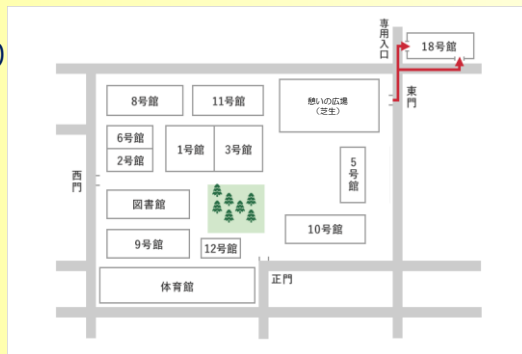 )
専用入口
18号館
8号館
11号館
憩いの広場
（芝生）
東門
6号館
2号館
1号館
3号館
5号館
西門
図書館
10号館
9号館
12号館
正門
体育館